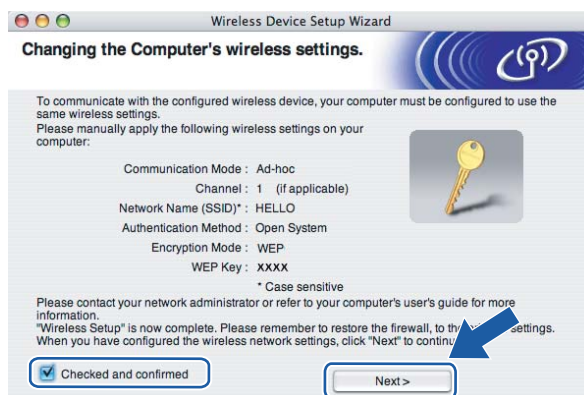 Wireless Device Setup Wizard
Changing the Computer's wireless settings.
To communicate with the configured wireless device, your computer must be configured to use the
same wireless settings.
Please manually apply the following wireless settings on your
computer:
Communication Mode : Ad-hoc
Channel : 1 (if applicable)
Network Name (SSID)* : HELLO
Authentication Method : Open System
Encryption Mode : WEP
WEP Key : XXXX
* Case sensitive
Please contact your network administrator or refer to your computer's user's guide for more
information.
"Wireless Setup" is now complete. Please remember to restore the firewall, to the settings.
When you have configured the wireless network settings, click "Next" to continue.
Checked and confirmed
Next >